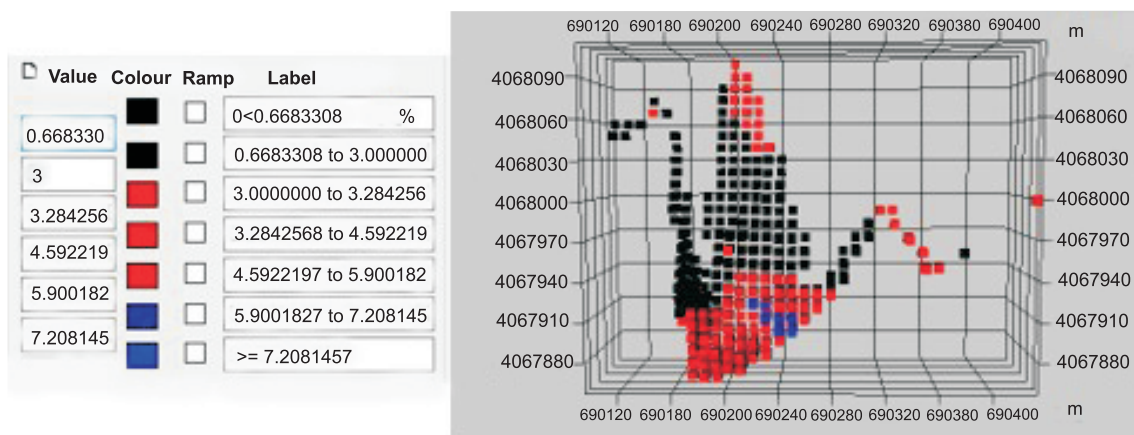 Value Colour Ramp Label
0.668330 0<0.6683308 %
3 0.6683308 to 3.000000
3.284256 3.0000000 to 3.284256
4.592219 3.2842568 to 4.592219
5.900182 4.5922197 to 5.900182
7.208145 5.9001827 to 7.208145
>= 7.2081457
690120 690180 690200 690240 690280 690320 690380 690400 m
4068090 4068090
4068060 4068060
4068030 4068030
4068000 4068000
4067970 4067970
4067940 4067940
4067910 4067910
4067880 4067880
690120 690180 690200 690240 690280 690320 690380 690400 m